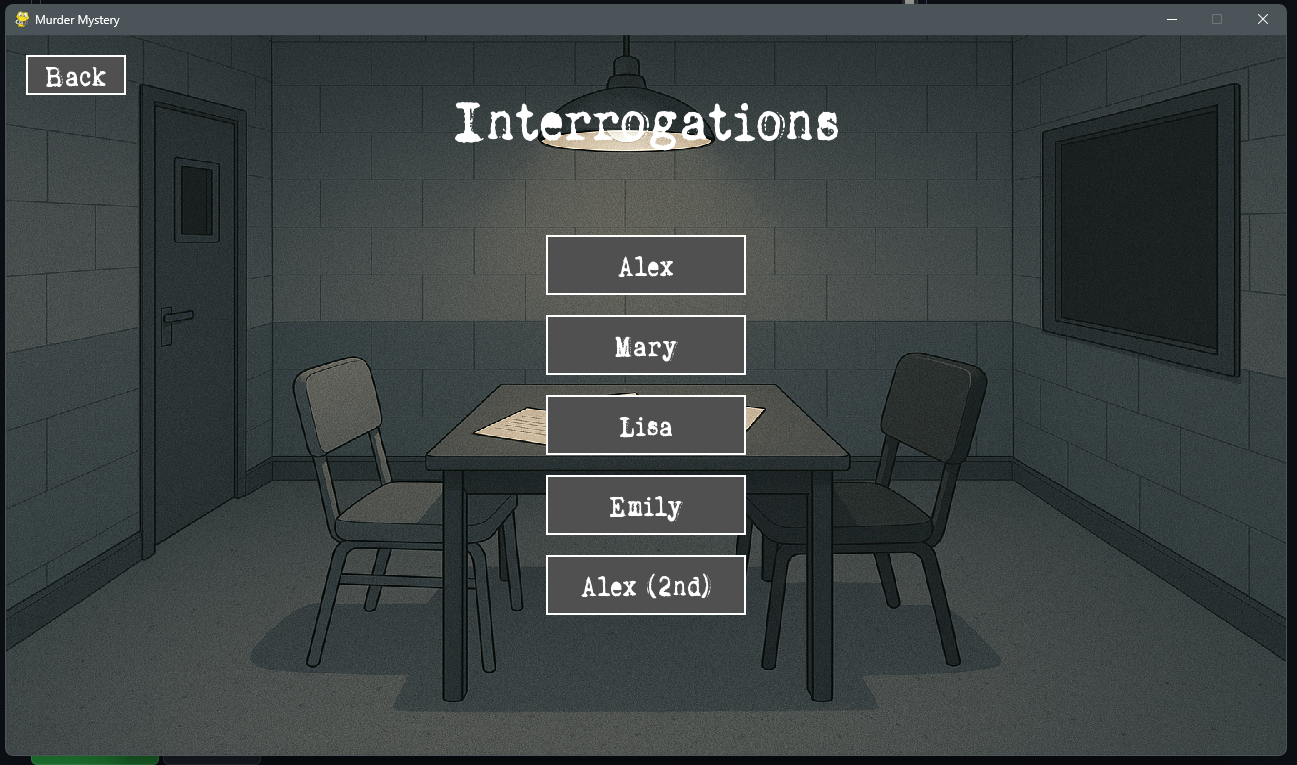 Murder Mystery
Back
Interrogations
Alex
Mary
Lisa
Emily
Alex (2nd)